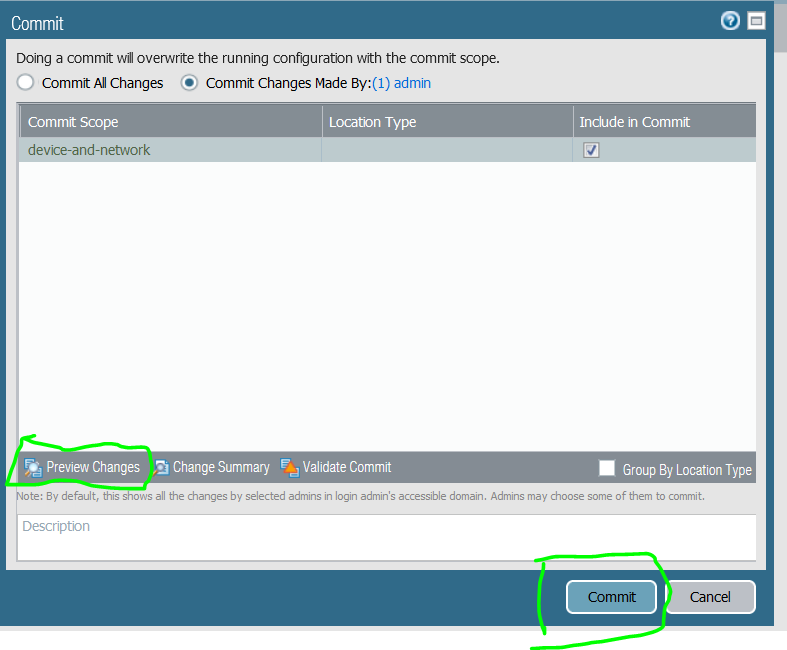 Commit
Doing a commit will overwrite the running configuration with the commit scope.
Commit All Changes Commit Changes Made By:(1) admin
Commit Scope Location Type Include in Commit
device-and-network
Preview Changes Change Summary Validate Commit Group By Location Type
Note: By default, this shows all the changes by selected admins in login admin's accessible domain. Admins may choose some of them to commit.
Description
Commit Cancel